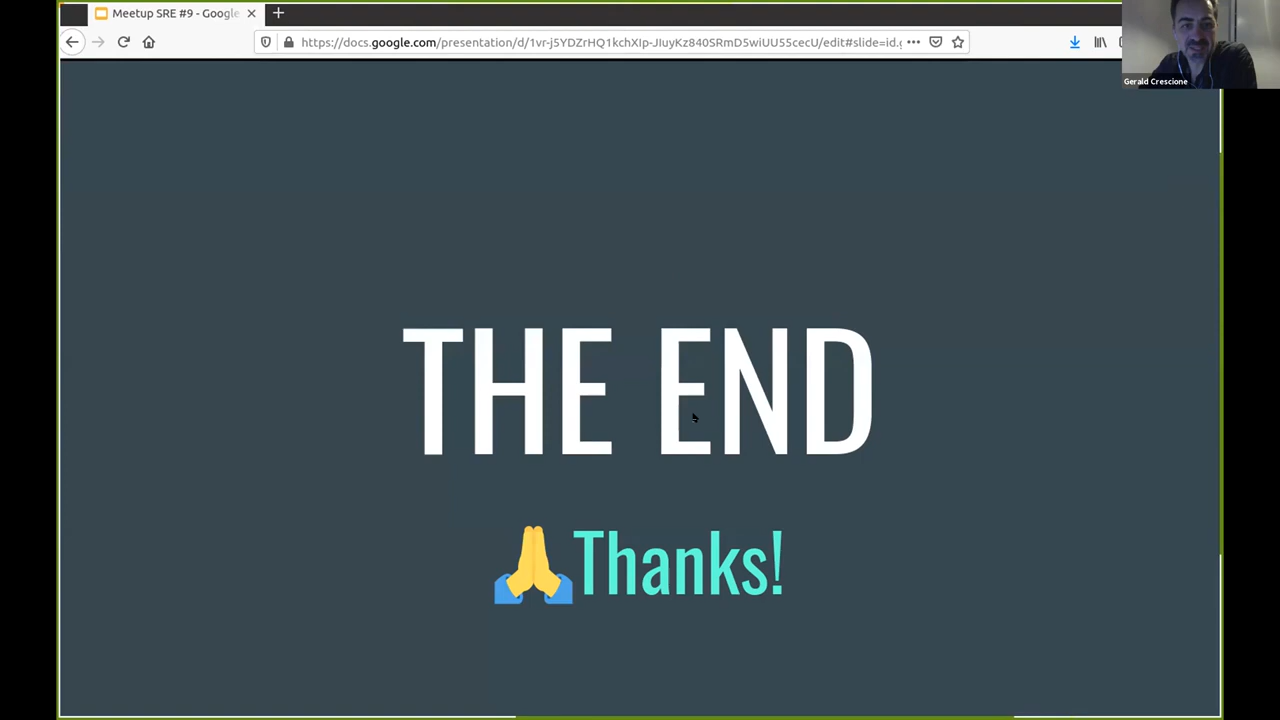 Meetup SRE #9 - Google
https://docs.google.com/presentation/d/1vr-j5YDZrHQ1kchXIp-JIuyKz840SRmD5wiUU55cecU/edit#slide=id.g
Gerald Crescione
THE END
🙏Thanks!